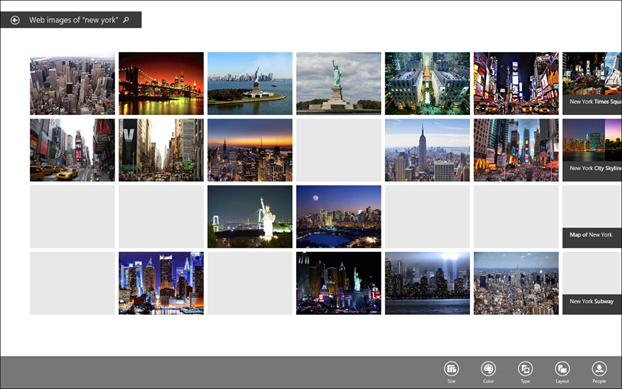 Web images of "new york"
New York Times Squa
New York City Skyline
Map of New York
New York Subway
Size
Color
Type
Layout
People